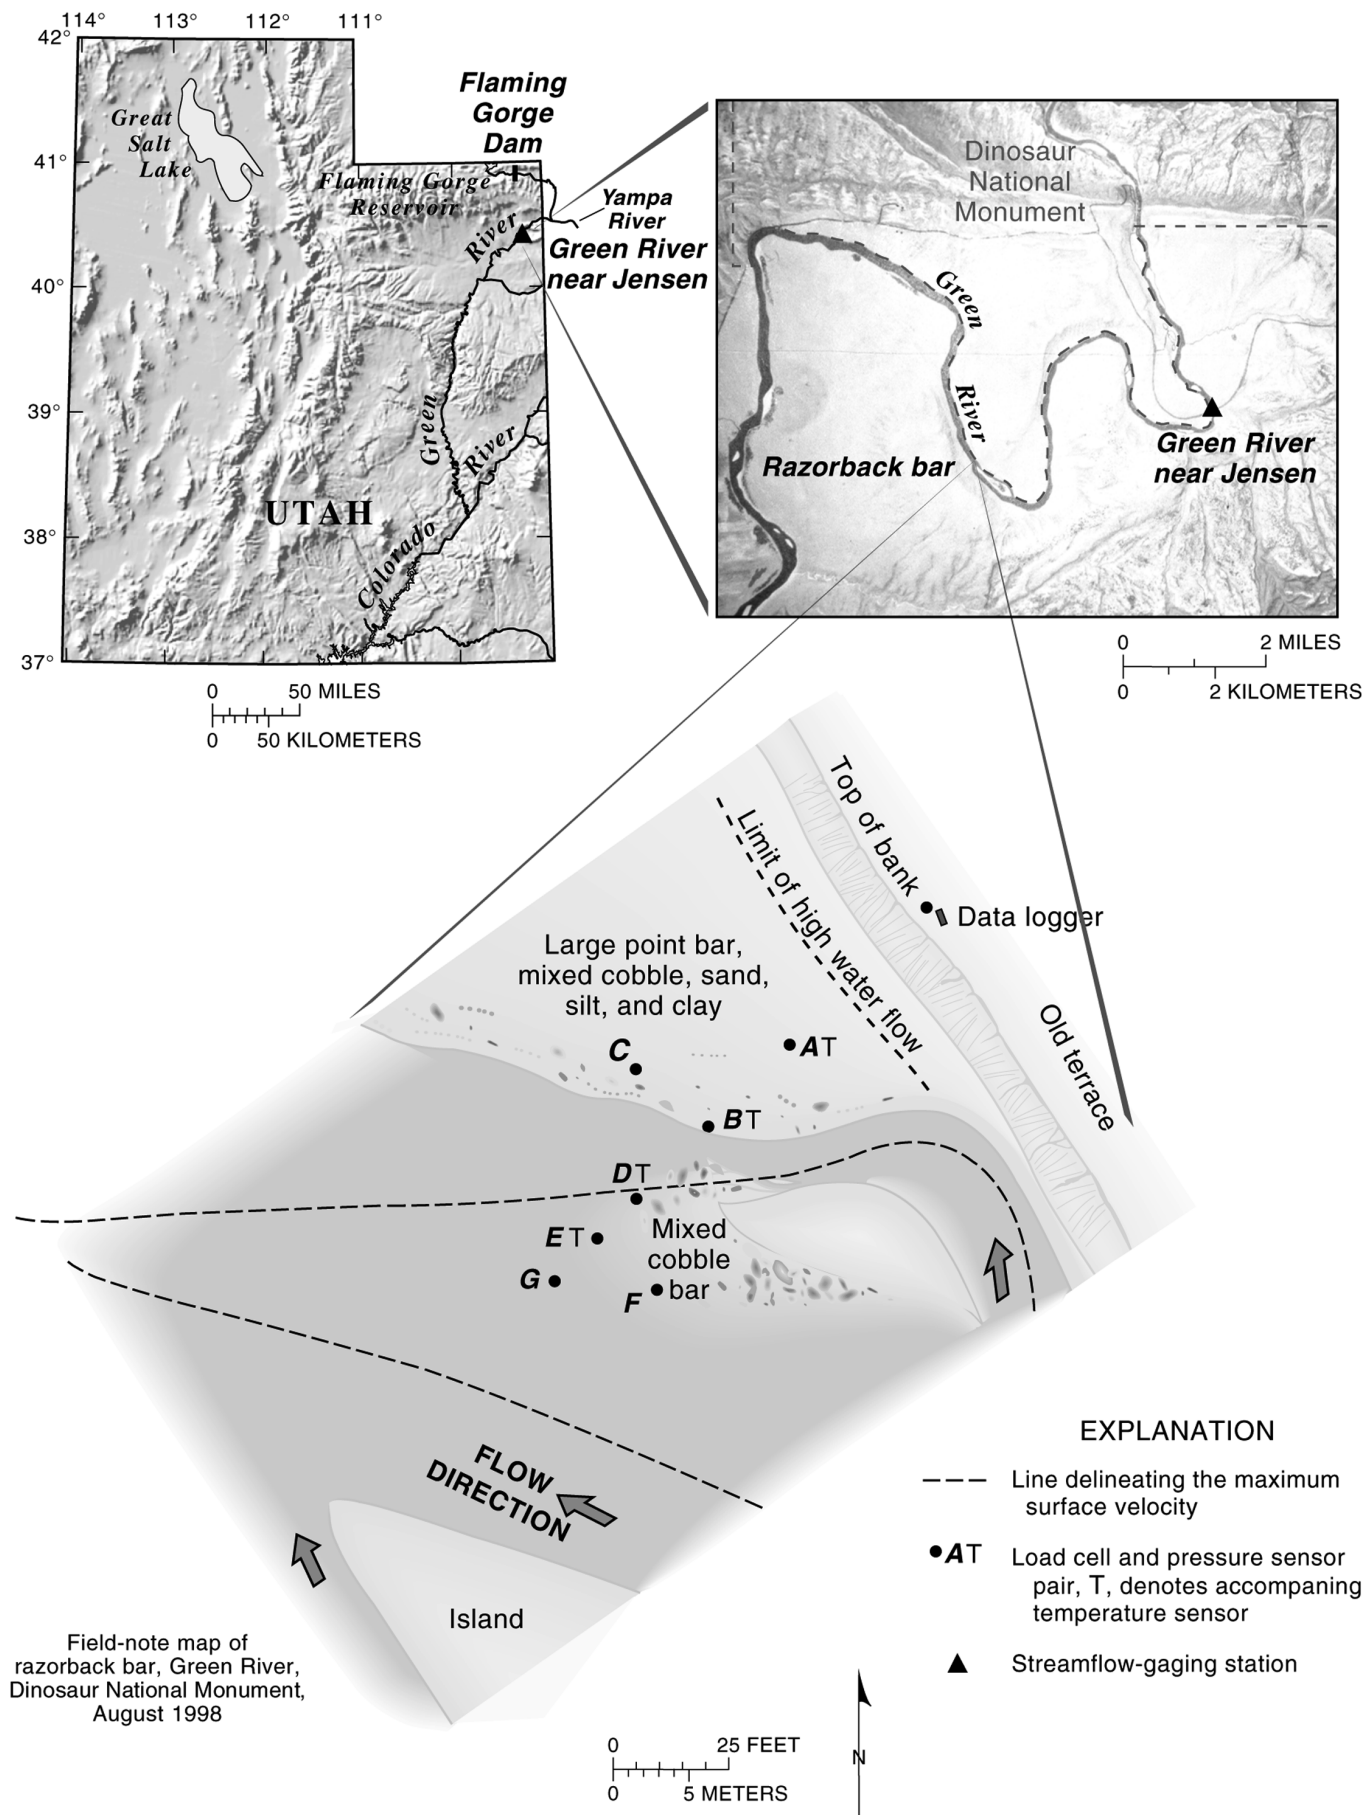 114° 113° 112° 111°
42°
41°
40°
39°
38°
37°
Great
Salt
Lake
Flaming
Gorge
Dam
Flaming Gorge
Reservoir
Yampa
River
River
Green River
near Jensen
Green
River
UTAH
Colorado
0 50 MILES
0 50 KILOMETERS
Dinosaur
National
Monument
Green
River
Razorback bar
Green River
near Jensen
0 2 MILES
0 2 KILOMETERS
Top of bank
Limit of high water flow
Data logger
Old terrace
Large point bar,
mixed cobble, sand,
silt, and clay
C
AT
BT
DT
ET
G
F
Mixed
cobble
bar
FLOW
DIRECTION
Island
Field-note map of
razorback bar, Green River,
Dinosaur National Monument,
August 1998
EXPLANATION
Line delineating the maximum
surface velocity
AT Load cell and pressure sensor
pair, T, denotes accompaning
temperature sensor
Streamflow-gaging station
0 25 FEET
0 5 METERS
N